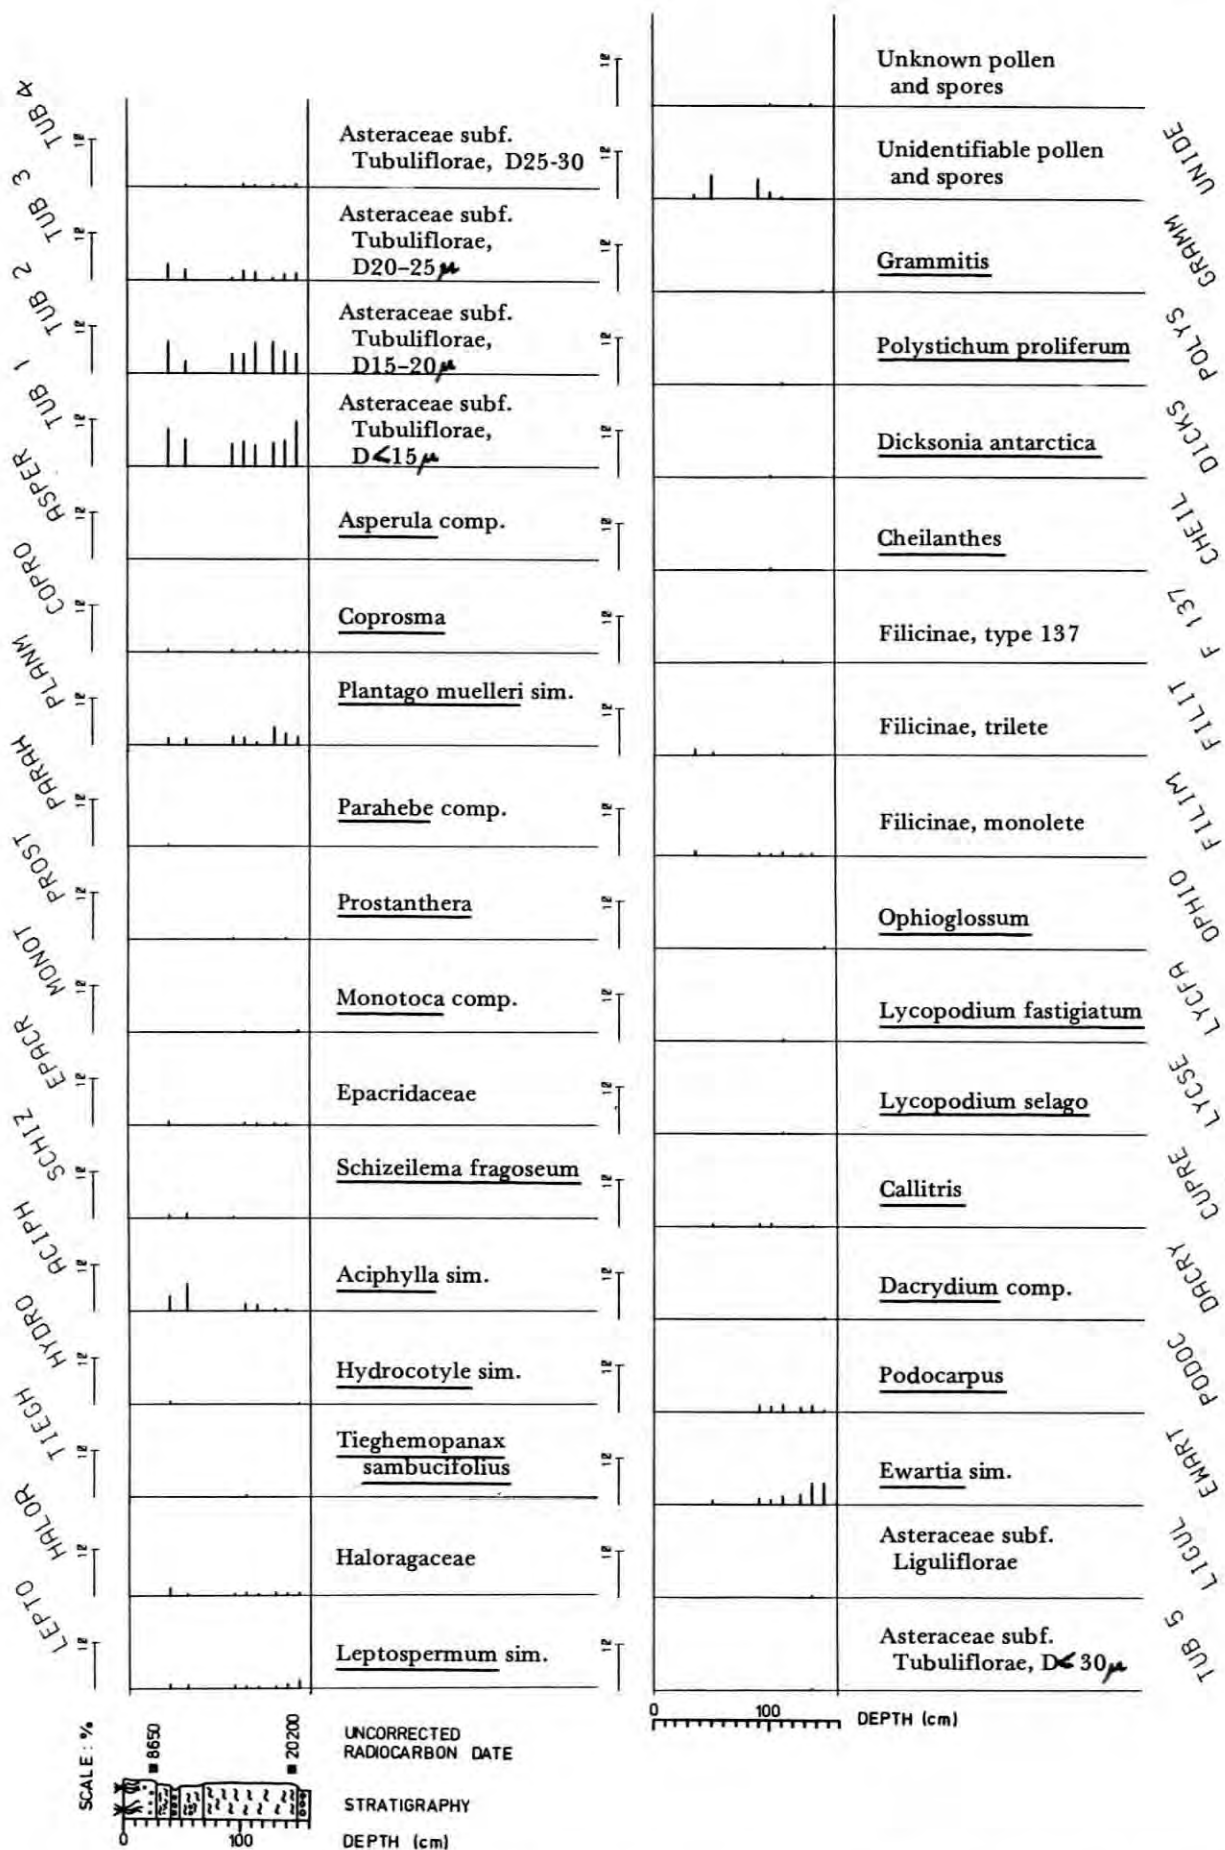 Asteraceae subf.
Tubuliflorae, D25-30
Asteraceae subf.
Tubuliflorae,
D20-25μ
Asteraceae subf.
Tubuliflorae,
D15-20μ
Asteraceae subf.
Tubuliflorae,
D<15μ
Asperula comp.
Coprosma
Plantago muelleri sim.
Parahebe comp.
Prostanthera
Monotoca comp.
Epacridaceae
Schizeilema fragoseum
Aciphylla sim.
Hydrocotyle sim.
Tieghemopanax
sambucifolius
Haloragaceae
Leptospermum sim.
TUB 4
TUB 3
TUB 2
TUB 1
ASPER
COPRO
PLANM
PARAH
PROST
MONOT
EPACR
SCHIZ
ACIPH
HYDRO
TIEGH
HALOR
LEPTO
SCALE: %
8650
20200
UNCORRECTED
RADIOCARBON DATE
STRATIGRAPHY
0 100
DEPTH (cm)
Unknown pollen
and spores
Unidentifiable pollen
and spores
Grammitis
Polystichum proliferum
Dicksonia antarctica
Cheilanthes
Filicinae, type 137
Filicinae, trilete
Filicinae, monolete
Ophioglossum
Lycopodium fastigiatum
Lycopodium selago
Callitris
Dacrydium comp.
Podocarpus
Ewartia sim.
Asteraceae subf.
Liguliflorae
Asteraceae subf.
Tubuliflorae, D< 30μ
0 100
DEPTH (cm)
UNIDE
GRAMM
POLYS
DICKS
CHEIL
F 137
FILIT
FILIM
OPHIO
LYCFA
LYCSE
CUPRE
DACRY
PODOC
EWART
LIGUL
TUB 5